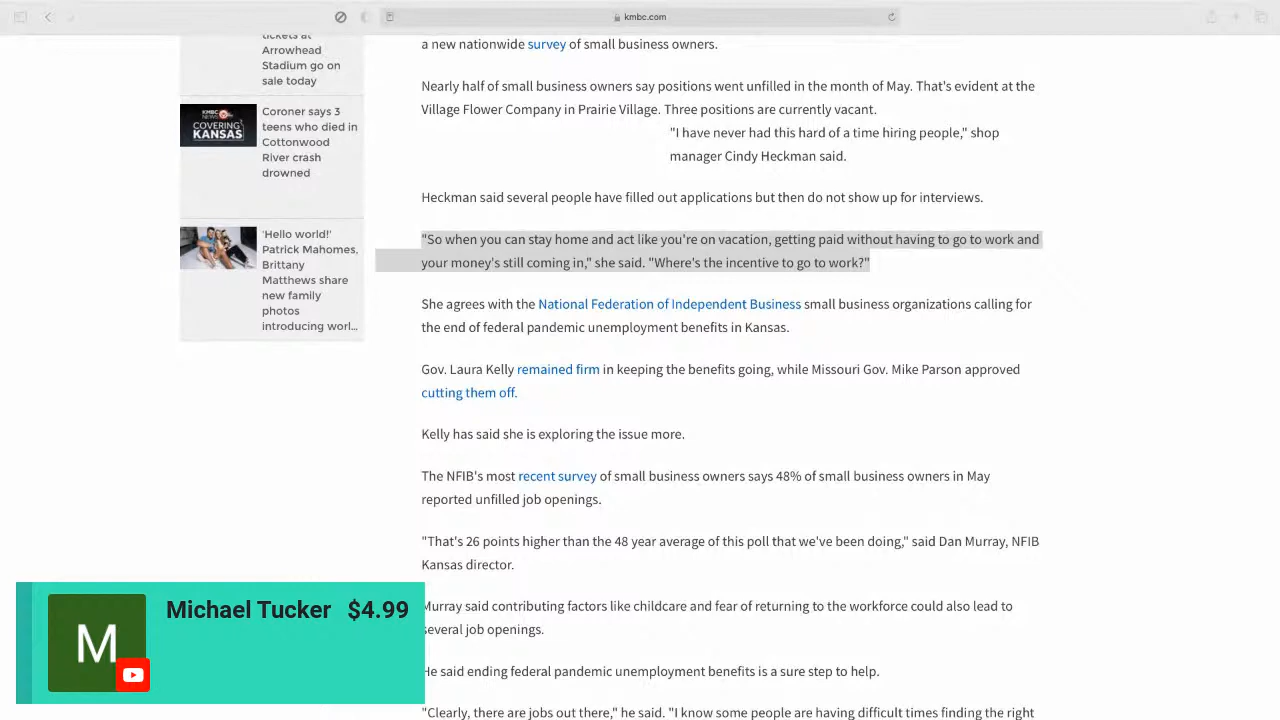 kmbc.com
tickets at
Arrowhead
Stadium go on
sale today
KMBC
NEWS 9
COVERING
KANSAS
Coroner says 3
teens who died in
Cottonwood
River crash
drowned
'Hello world!'
Patrick Mahomes,
Brittany
Matthews share
new family
photos
introducing worl...
a new nationwide survey of small business owners.
Nearly half of small business owners say positions went unfilled in the month of May. That's evident at the
Village Flower Company in Prairie Village. Three positions are currently vacant.
"I have never had this hard of a time hiring people," shop
manager Cindy Heckman said.
Heckman said several people have filled out applications but then do not show up for interviews.
"So when you can stay home and act like you're on vacation, getting paid without having to go to work and
your money's still coming in," she said. "Where's the incentive to go to work?"
She agrees with the National Federation of Independent Business small business organizations calling for
the end of federal pandemic unemployment benefits in Kansas.
Gov. Laura Kelly remained firm in keeping the benefits going, while Missouri Gov. Mike Parson approved
cutting them off.
Kelly has said she is exploring the issue more.
The NFIB's most recent survey of small business owners says 48% of small business owners in May
reported unfilled job openings.
"That's 26 points higher than the 48 year average of this poll that we've been doing," said Dan Murray, NFIB
Kansas director.
Murray said contributing factors like childcare and fear of returning to the workforce could also lead to
several job openings.
He said ending federal pandemic unemployment benefits is a sure step to help.
"Clearly, there are jobs out there," he said. "I know some people are having difficult times finding the right
M
Michael Tucker $4.99